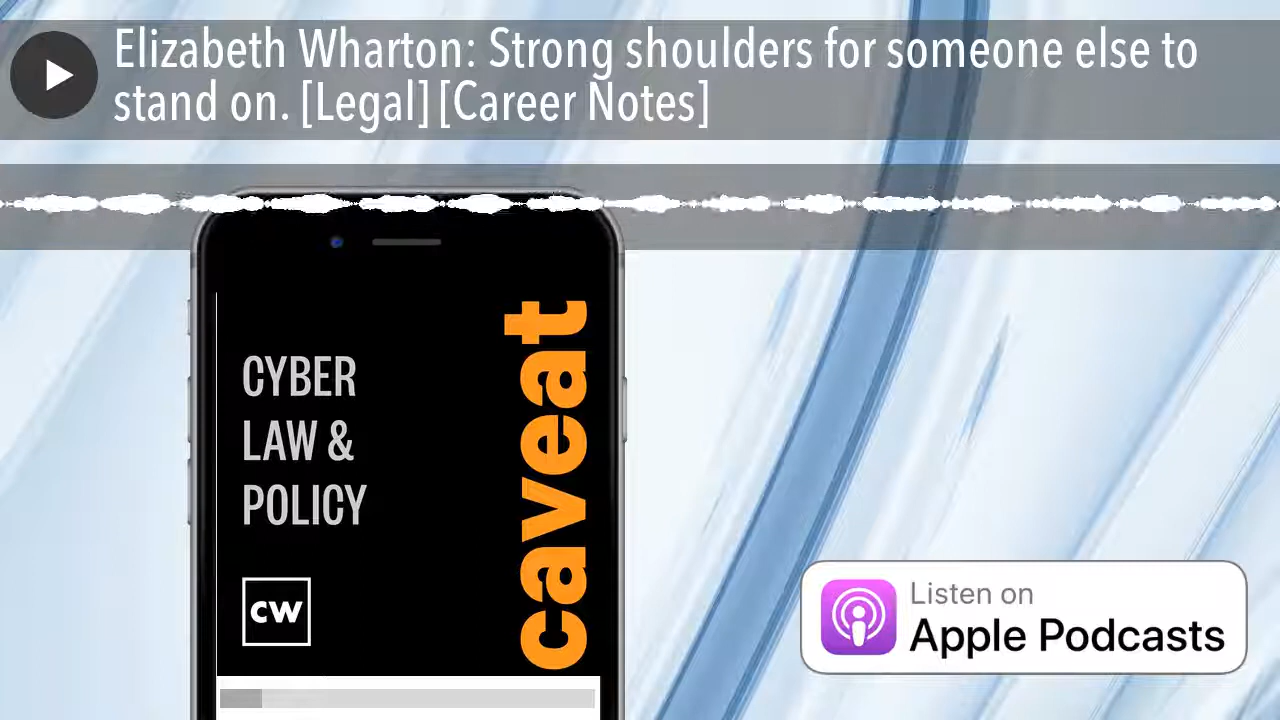 Elizabeth Wharton: Strong shoulders for someone else to
stand on. [Legal] [Career Notes]
CYBER
LAW &
POLICY
CW
caveat
Listen on
Apple Podcasts